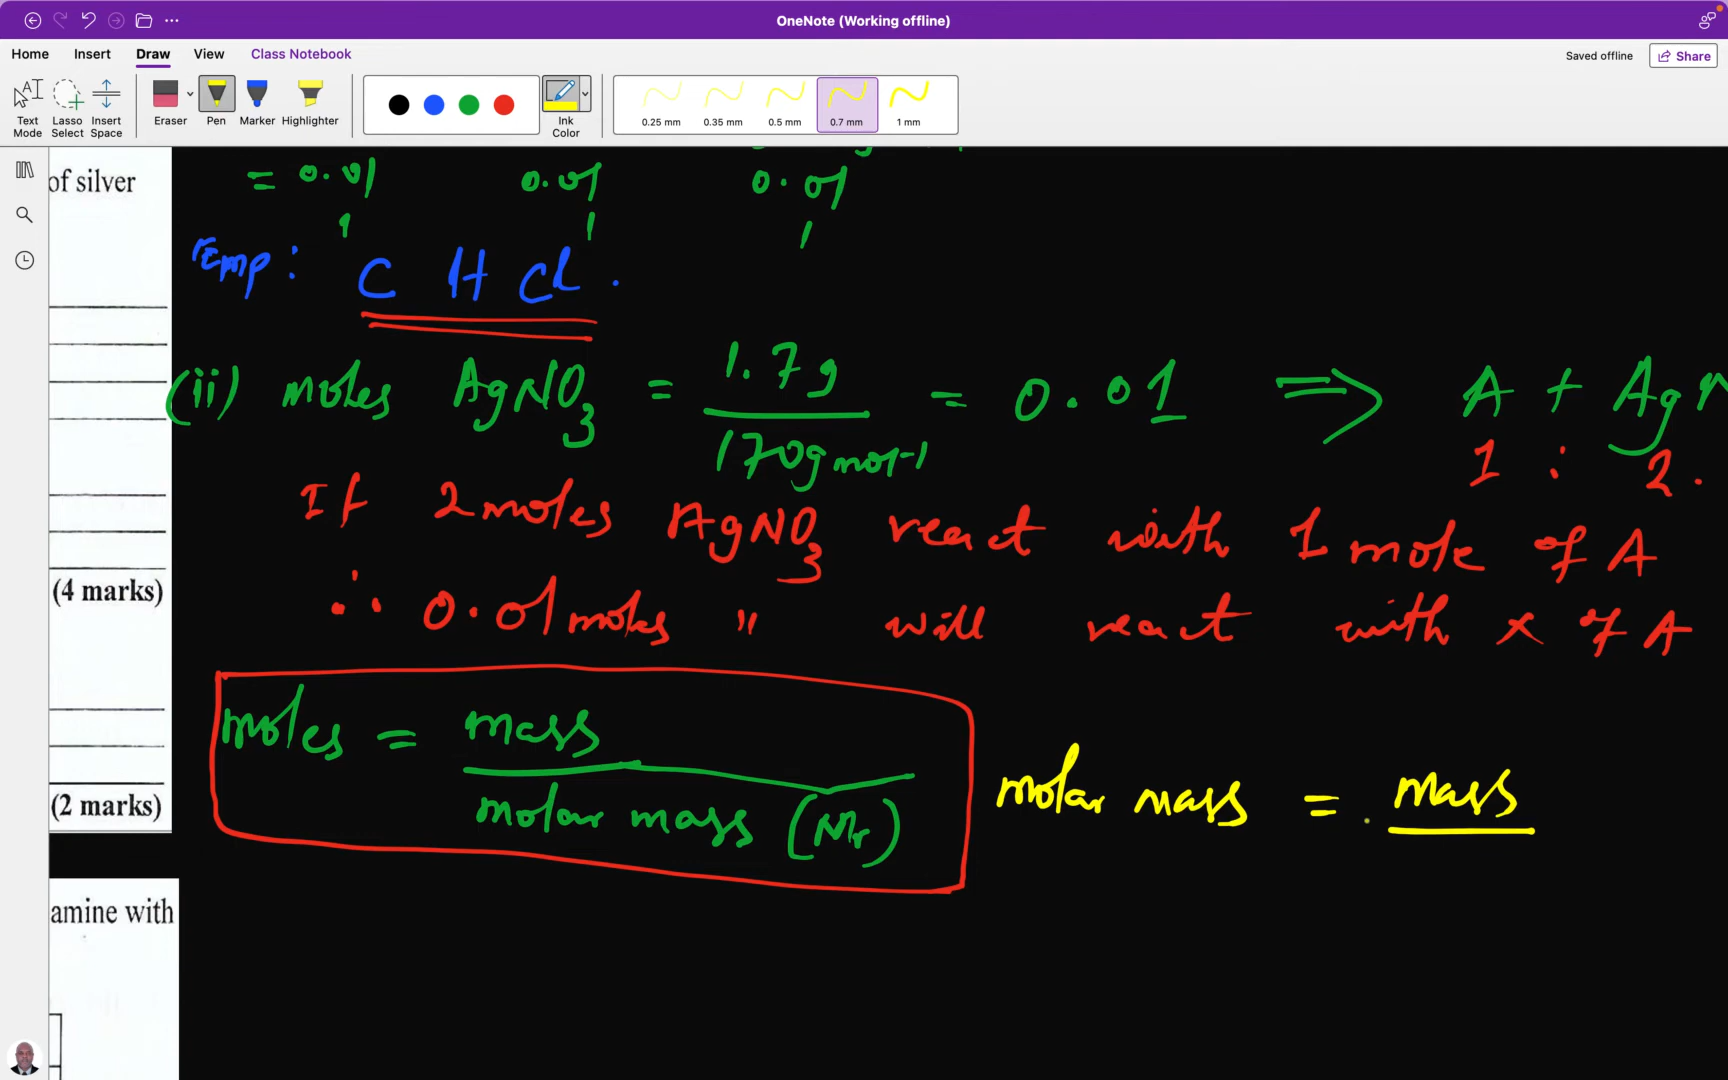 OneNote (Working offline)
Home Insert Draw View Class Notebook
Saved offline Share
Text Mode
Lasso Select
Insert Space
Eraser
Pen
Marker
Highlighter
Ink Color
0.25 mm 0.35 mm 0.5 mm 0.7 mm 1 mm
of silver
(4 marks)
(2 marks)
amine with
= 0.01 0.01 0.01
1 1 1
Emp: C H Cl.
(ii) moles AgNO3 = 1.7g / 170g mol-1 = 0.01 ⇒ A + Ag
1 : 2.
If 2 moles AgNO3 react with 1 mole of A
∴ 0.01 moles " will react with x of A
moles = mass / molar mass (Mr)
molar mass = mass